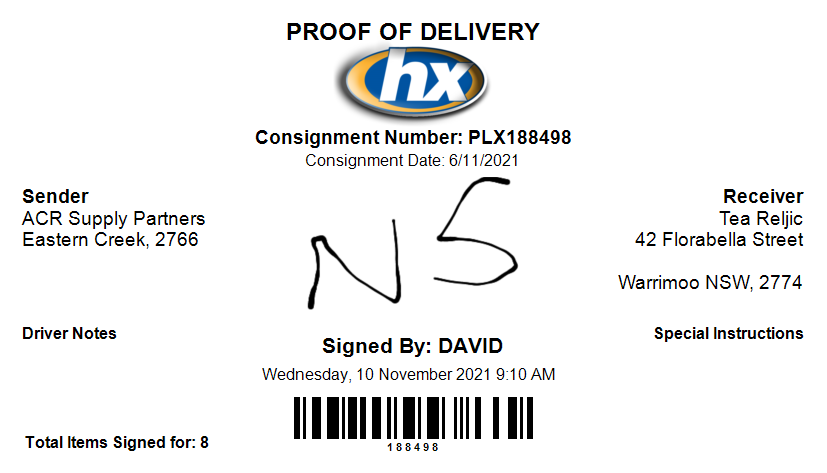 PROOF OF DELIVERY
hx
Consignment Number: PLX188498
Consignment Date: 6/11/2021
Sender
ACR Supply Partners
Eastern Creek, 2766
N5
Receiver
Tea Reljic
42 Florabella Street
Warrimoo NSW, 2774
Driver Notes
Special Instructions
Signed By: DAVID
Wednesday, 10 November 2021 9:10 AM
188498
Total Items Signed for: 8